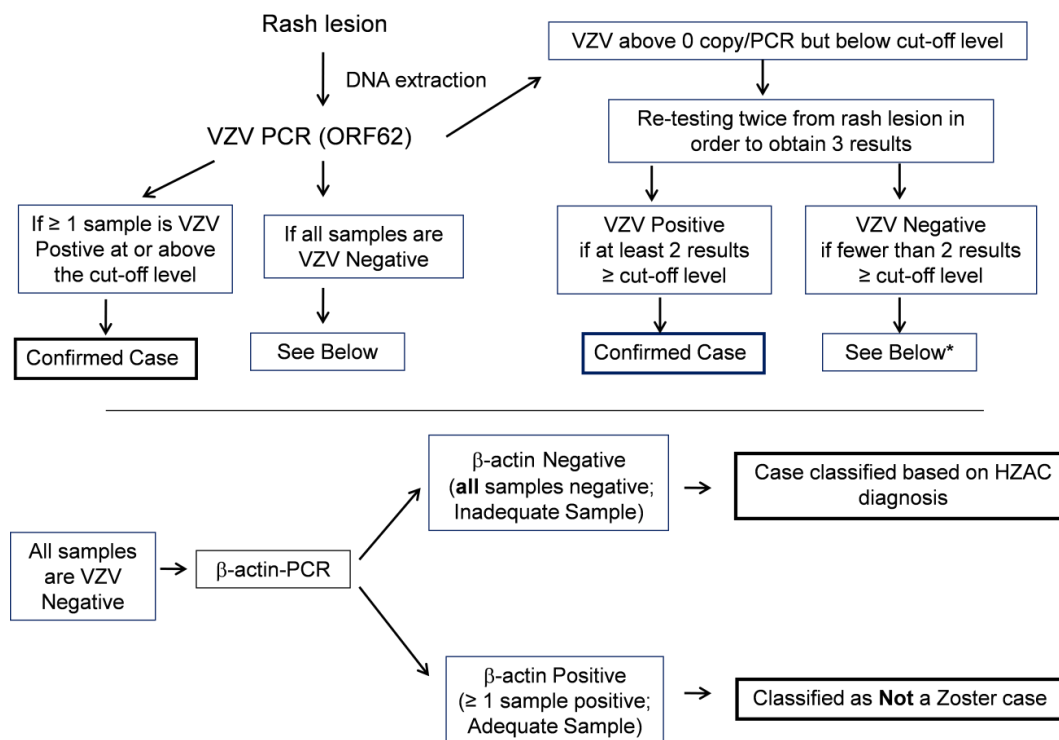 Rash lesion
DNA extraction
VZV PCR (ORF62)
VZV above 0 copy/PCR but below cut-off level
Re-testing twice from rash lesion in
order to obtain 3 results
If ≥ 1 sample is VZV
Postive at or above
the cut-off level
If all samples are
VZV Negative
VZV Positive
if at least 2 results
≥ cut-off level
VZV Negative
if fewer than 2 results
≥ cut-off level
Confirmed Case
See Below
Confirmed Case
See Below*
All samples
are VZV
Negative
β-actin-PCR
β-actin Negative
(all samples negative;
Inadequate Sample)
Case classified based on HZAC
diagnosis
β-actin Positive
(≥ 1 sample positive;
Adequate Sample)
Classified as Not a Zoster case